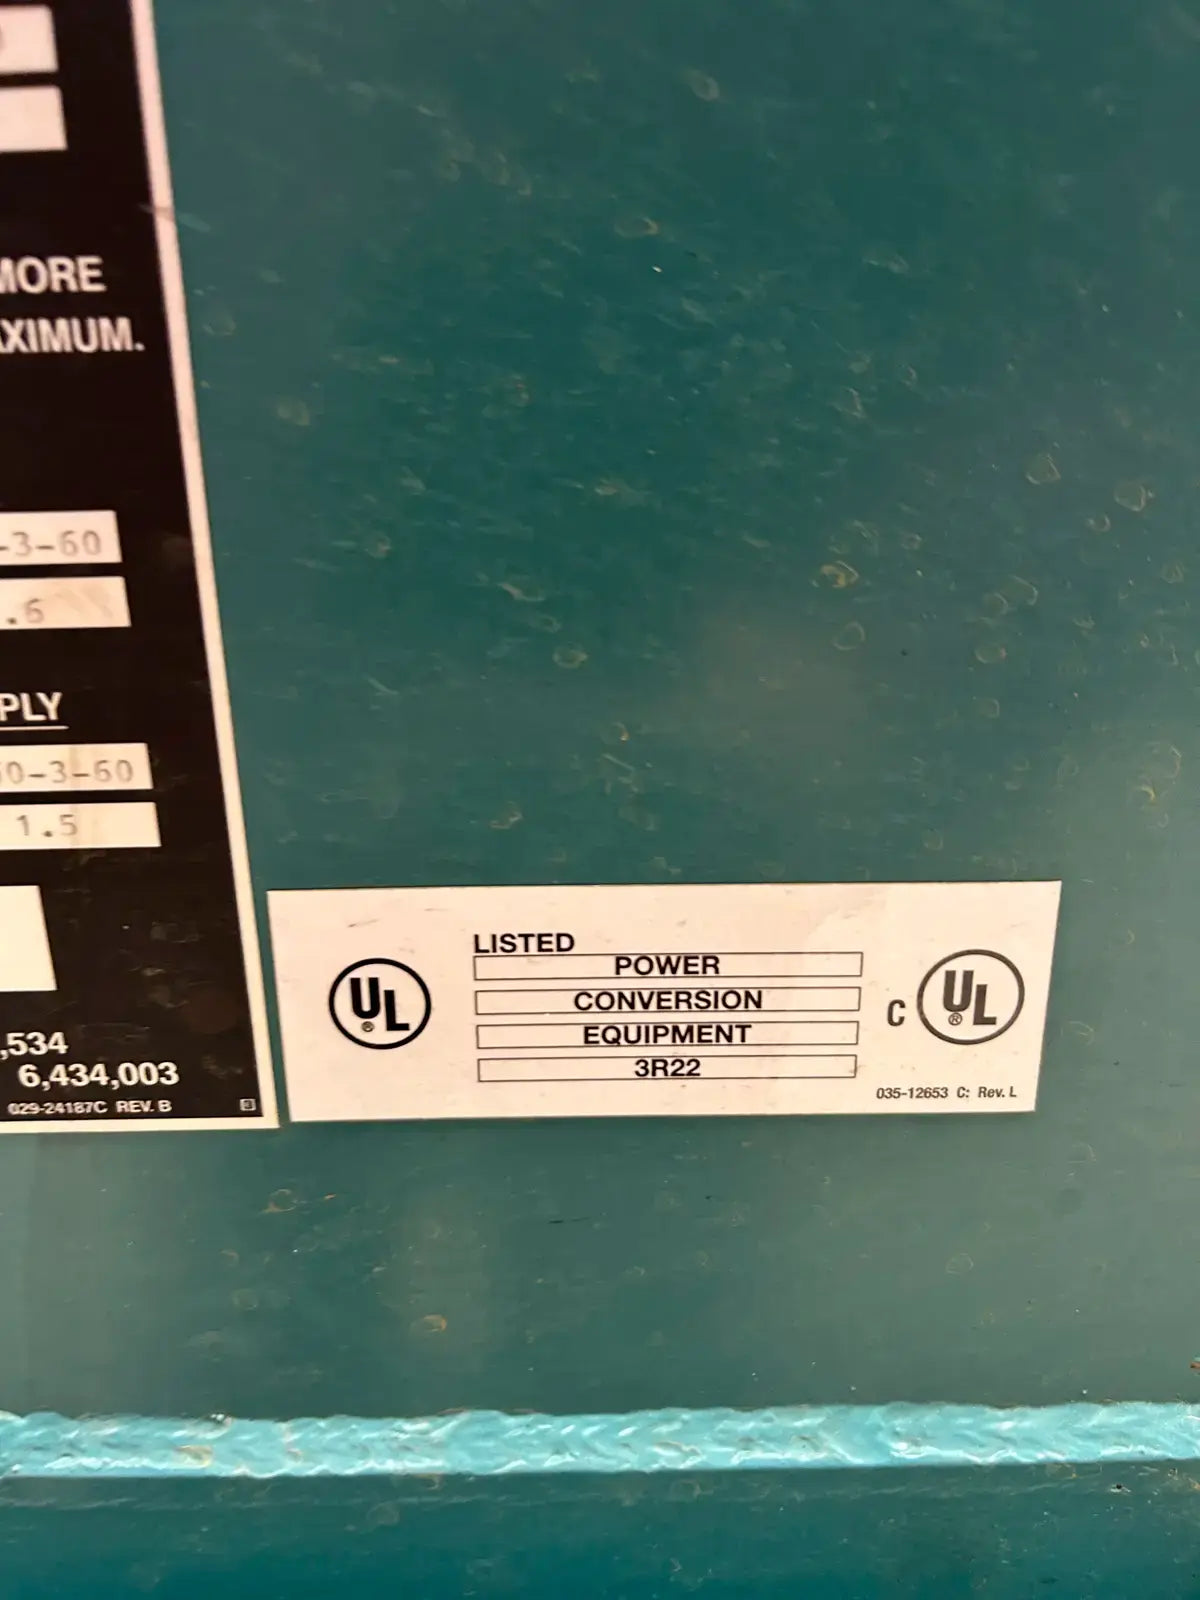 MORE
XIMUM.
-3-60
.6
PLY
0-3-60
1.5
,534
6,434,003
029-24187C REV. B
UL
®
LISTED
POWER
CONVERSION
EQUIPMENT
3R22
C UL
®
035-12653 C: Rev. L